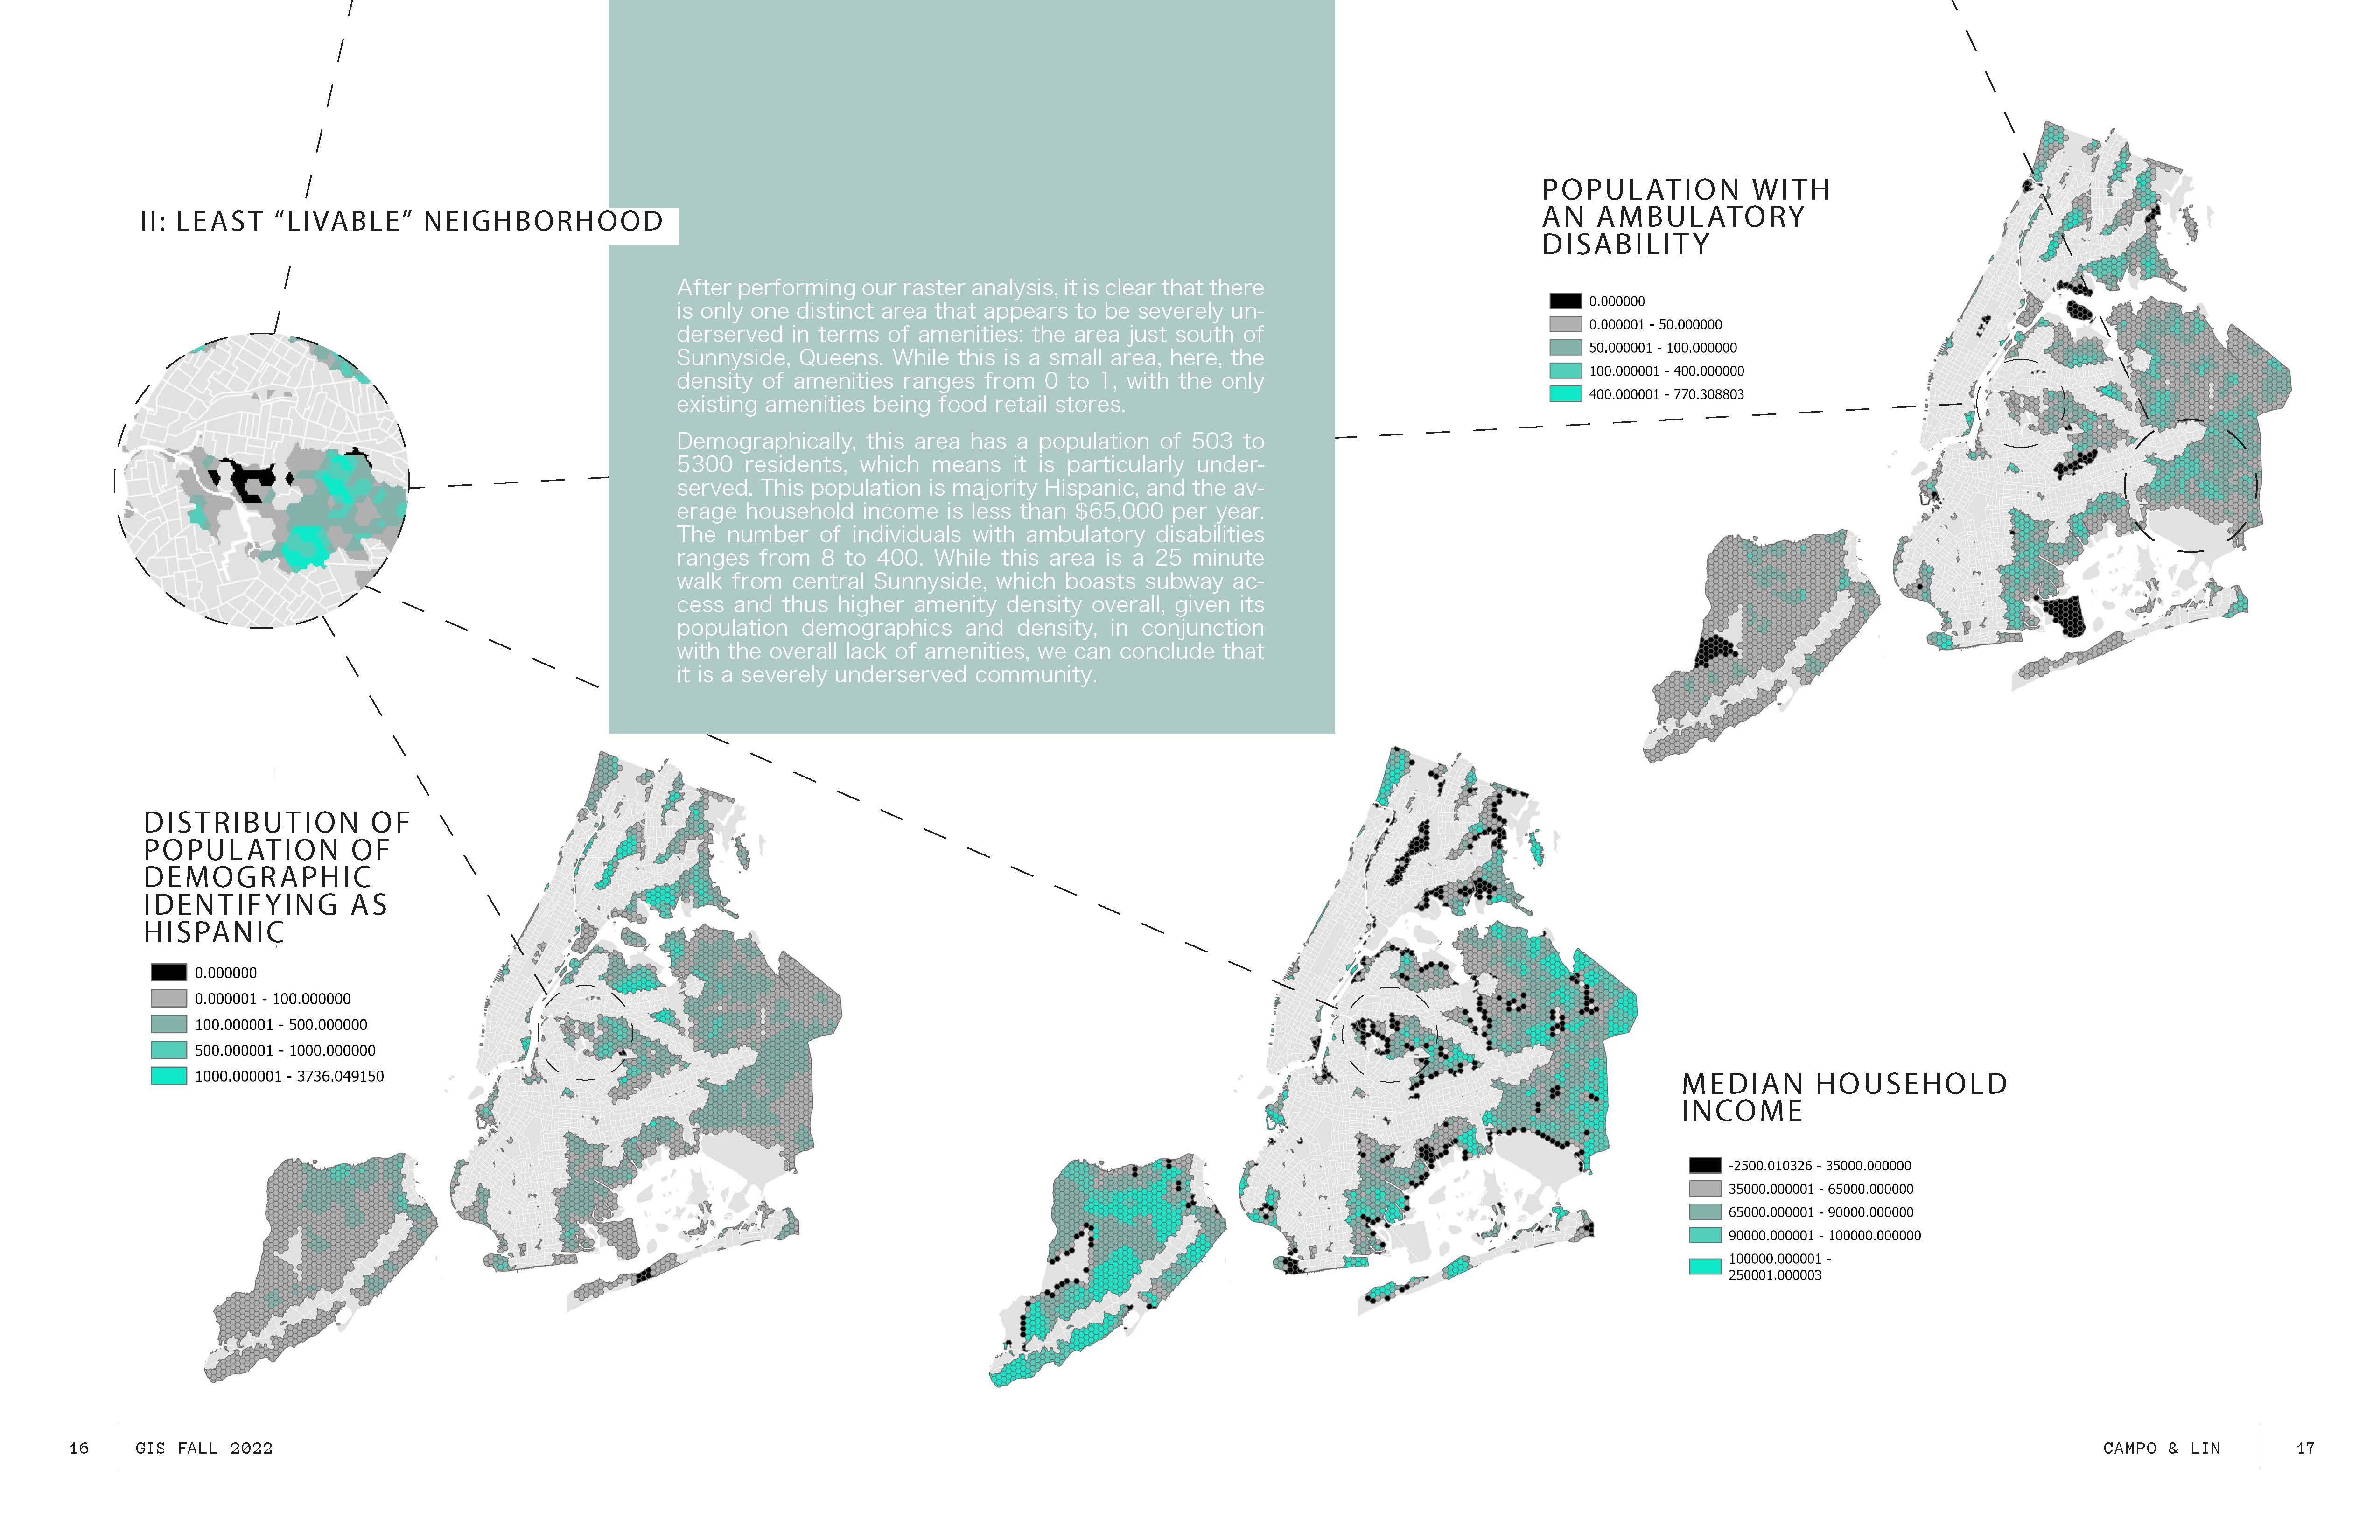 II: LEAST “LIVABLE” NEIGHBORHOOD
After performing our raster analysis, it is clear that there
is only one distinct area that appears to be severely un-
derserved in terms of amenities: the area just south of
Sunnyside, Queens. While this is a small area, here, the
density of amenities ranges from 0 to 1, with the only
existing amenities being food retail stores.
Demographically, this area has a population of 503 to
5300 residents, which means it is particularly under-
served. This population is majority Hispanic, and the av-
erage household income is less than $65,000 per year.
The number of individuals with ambulatory disabilities
ranges from 8 to 400. While this area is a 25 minute
walk from central Sunnyside, which boasts subway ac-
cess and thus higher amenity density overall, given its
population demographics and density, in conjunction
with the overall lack of amenities, we can conclude that
it is a severely underserved community.
POPULATION WITH
AN AMBULATORY
DISABILITY
0.000000
0.000001 - 50.000000
50.000001 - 100.000000
100.000001 - 400.000000
400.000001 - 770.308803
DISTRIBUTION OF
POPULATION OF
DEMOGRAPHIC
IDENTIFYING AS
HISPANIC
0.000000
0.000001 - 100.000000
100.000001 - 500.000000
500.000001 - 1000.000000
1000.000001 - 3736.049150
MEDIAN HOUSEHOLD
INCOME
-2500.010326 - 35000.000000
35000.000001 - 65000.000000
65000.000001 - 90000.000000
90000.000001 - 100000.000000
100000.000001 -
250001.000003
16
GIS FALL 2022
CAMPO & LIN
17